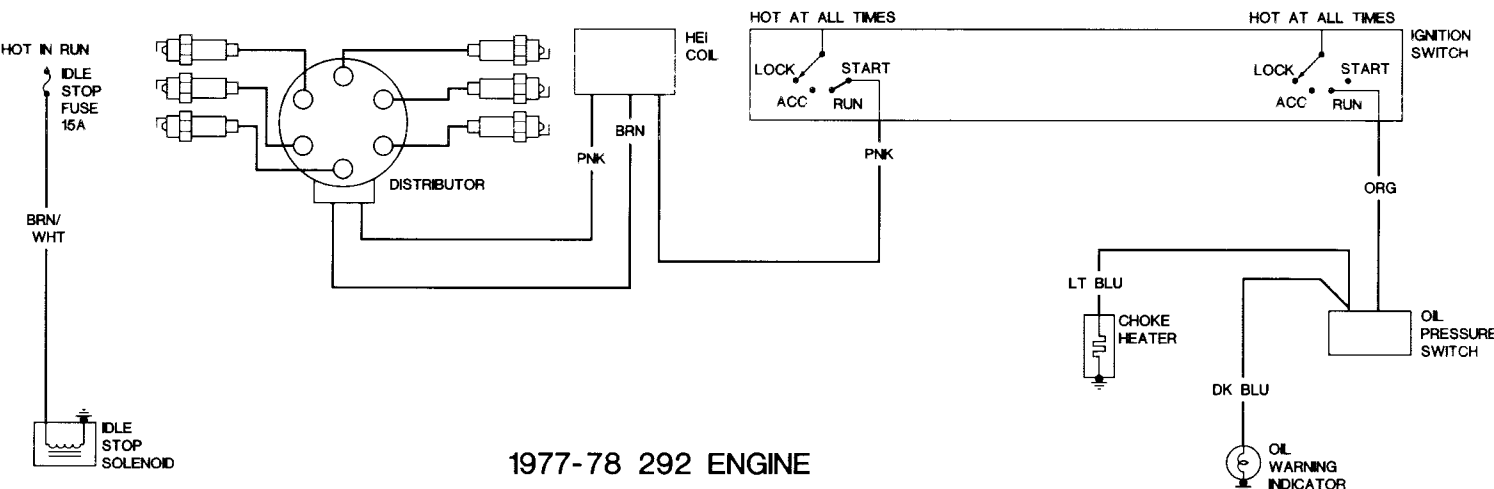 HOT IN RUN
IDLE
STOP
FUSE
15A
BRN/
WHT
IDLE
STOP
SOLENOID
DISTRIBUTOR
HEI
COIL
PNK
BRN
HOT AT ALL TIMES
LOCK
START
ACC
RUN
PNK
HOT AT ALL TIMES
LOCK
START
ACC
RUN
IGNITION
SWITCH
ORG
LT BLU
CHOKE
HEATER
OIL
PRESSURE
SWITCH
DK BLU
OIL
WARNING
INDICATOR
1977-78 292 ENGINE